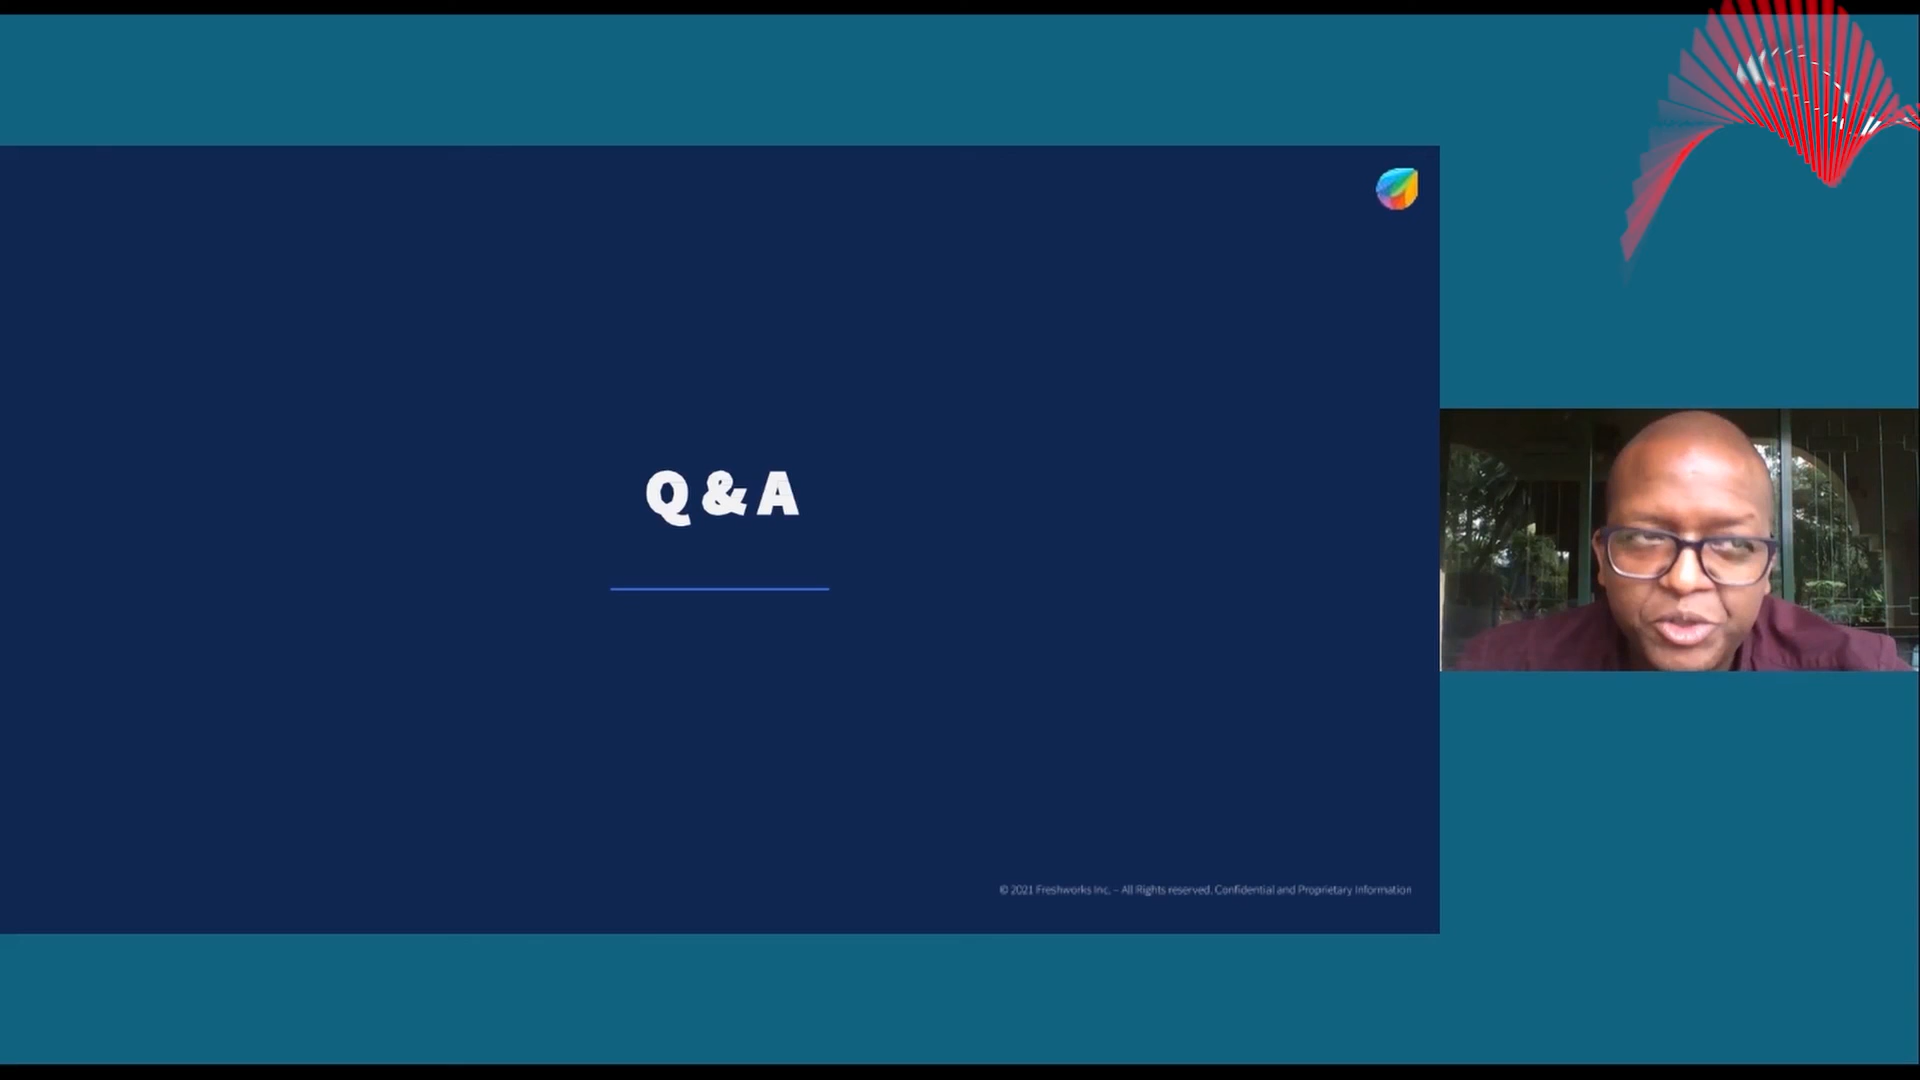 Q & A
© 2021 Freshworks Inc. – All Rights reserved. Confidential and Proprietary Information